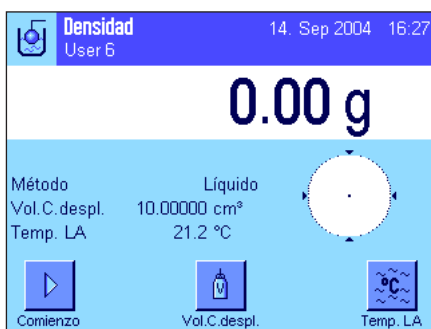 Densidad 14. Sep 2004 16:27
User 6
0.00 g
Método Líquido
Vol.C.despl. 10.00000 cm³
Temp. LA 21.2 °C
V °C
Comienzo Vol.C.despl. Temp. LA